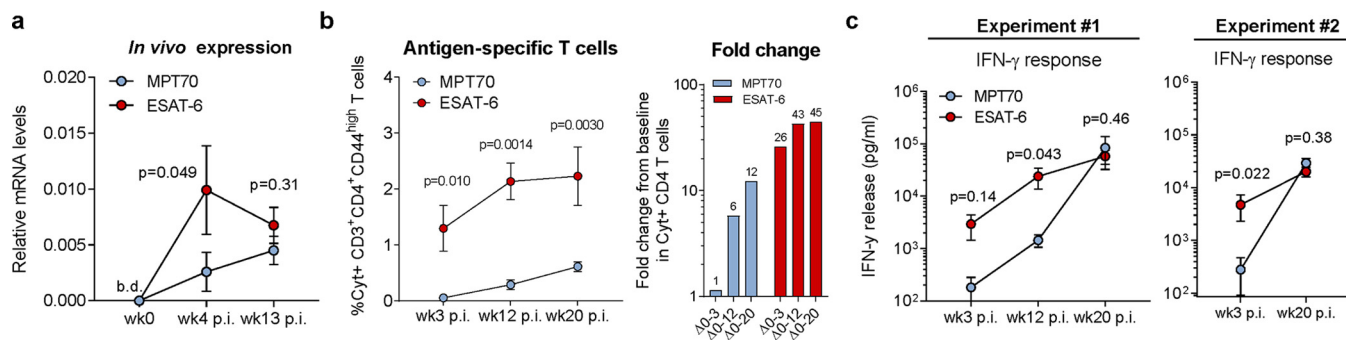 a
In vivo expression
MPT70
ESAT-6
Relative mRNA levels
0.020
0.015
0.010
0.005
0.000
p=0.049
p=0.31
b.d.
wk0
wk4 p.i.
wk13 p.i.
b
Antigen-specific T cells
MPT70
ESAT-6
%Cyt+ CD3+CD4+CD44high T cells
4
3
2
1
0
p=0.010
p=0.0014
p=0.0030
wk3 p.i.
wk12 p.i.
wk20 p.i.
Fold change
MPT70
ESAT-6
Fold change from baseline
in Cyt+ CD4 T cells
100
10
1
1
6
12
26
43
45
Δ0-3
Δ0-12
Δ0-20
Δ0-3
Δ0-12
Δ0-20
c
Experiment #1
IFN-γ response
MPT70
ESAT-6
IFN-γ release (pg/ml)
10⁶
10⁵
10⁴
10³
10²
p=0.14
p=0.043
p=0.46
wk3 p.i.
wk12 p.i.
wk20 p.i.
Experiment #2
IFN-γ response
10⁶
10⁵
10⁴
10³
10²
p=0.022
p=0.38
wk3 p.i.
wk20 p.i.